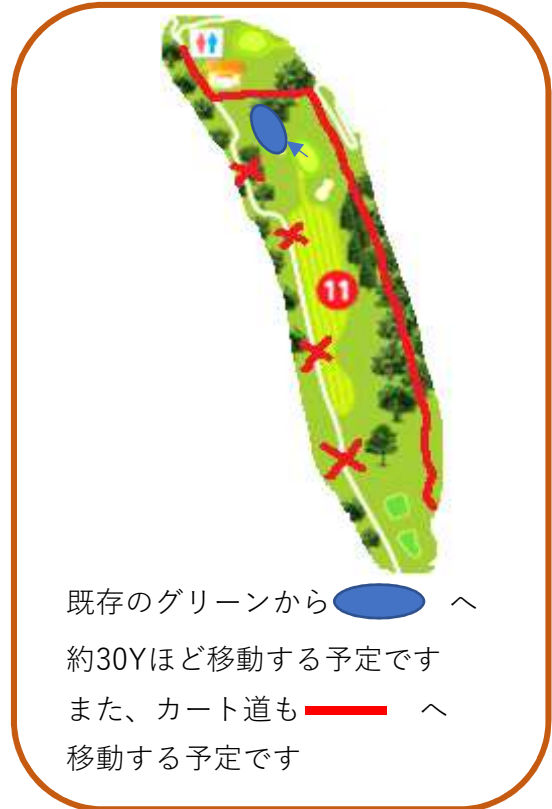 11
既存のグリーンから へ
約30Yほど移動する予定です
また、カート道も へ
移動する予定です